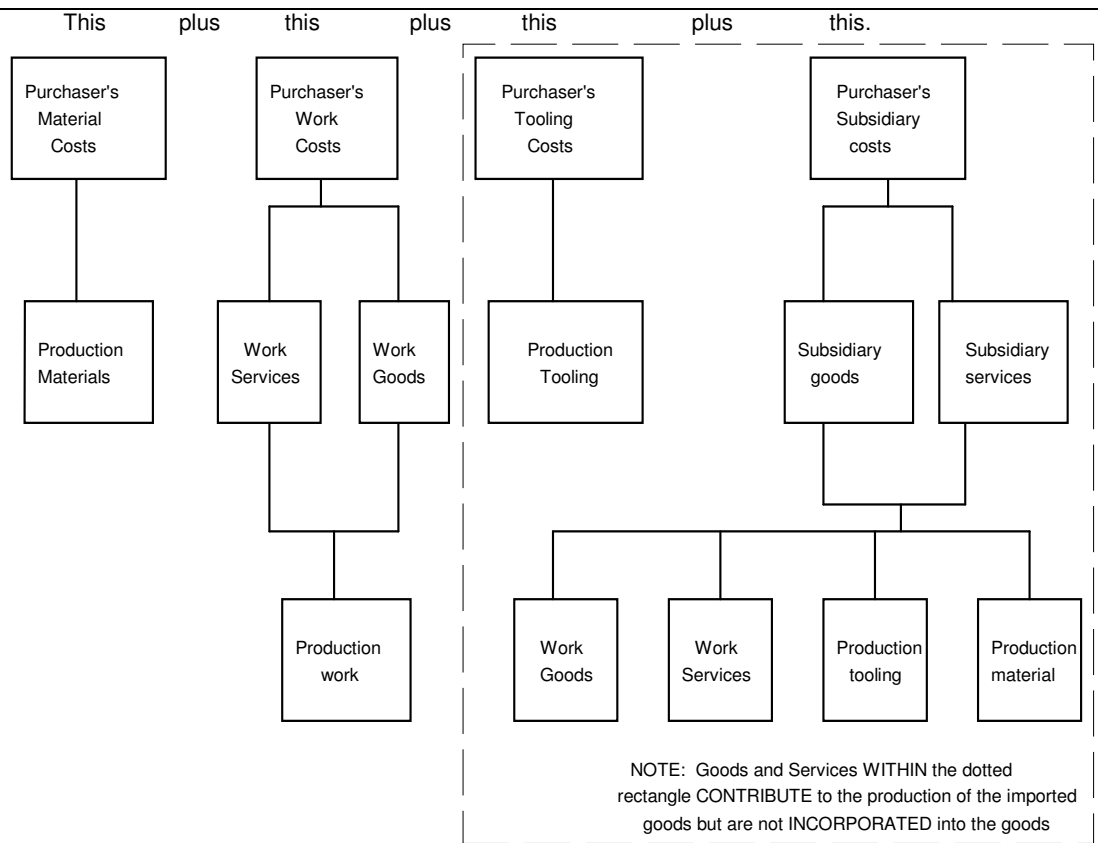 This plus this plus this plus this.
Purchaser's
Material
Costs
Purchaser's
Work
Costs
Purchaser's
Tooling
Costs
Purchaser's
Subsidiary
costs
Production
Materials
Work
Services
Work
Goods
Production
Tooling
Subsidiary
goods
Subsidiary
services
Production
work
Work
Goods
Work
Services
Production
tooling
Production
material
NOTE: Goods and Services WITHIN the dotted
rectangle CONTRIBUTE to the production of the imported
goods but are not INCORPORATED into the goods